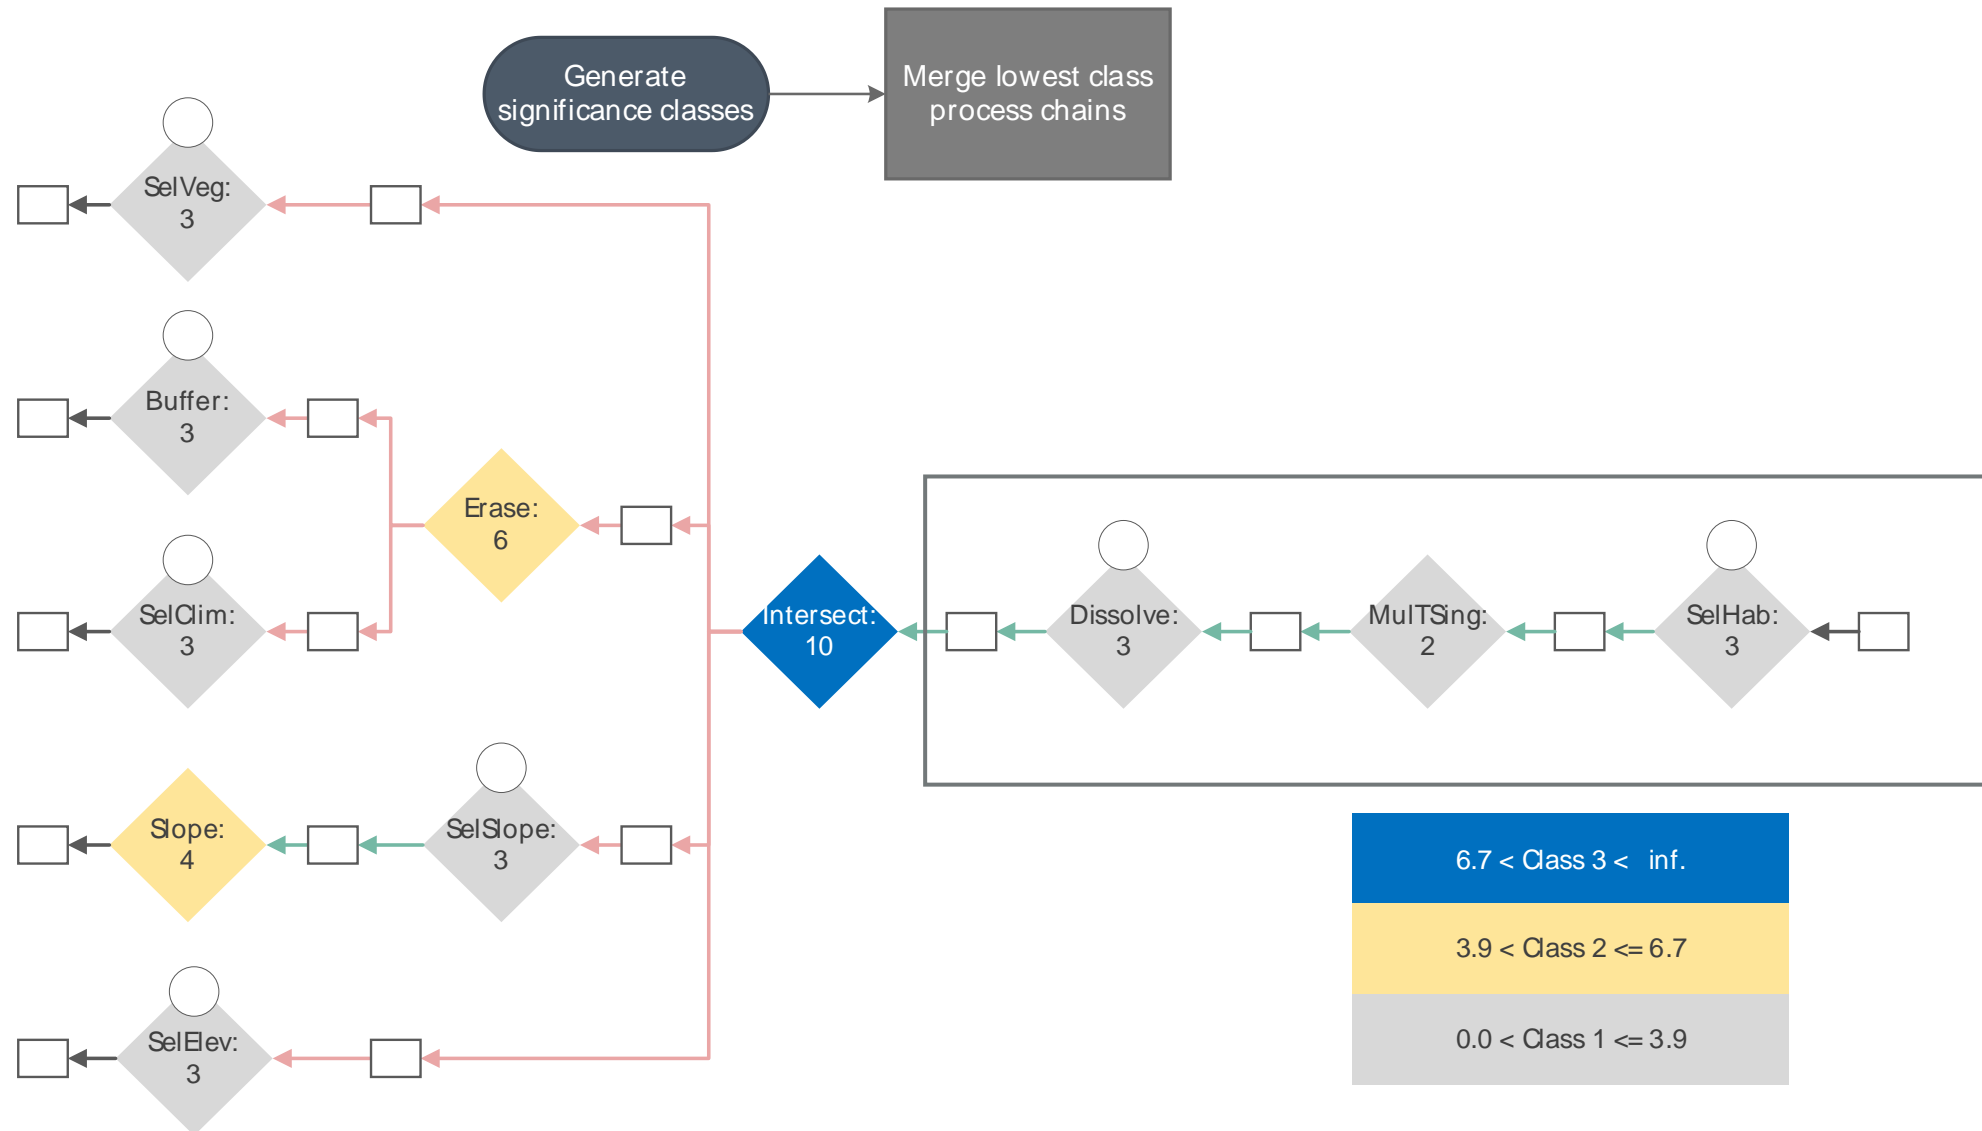 Generate
significance classes
Merge lowest class
process chains
SelVeg:
3
Buffer:
3
Erase:
6
SelClim:
3
Intersect:
10
Dissolve:
3
MulTSing:
2
SelHab:
3
Slope:
4
SelSlope:
3
SelElev:
3
6.7 < Class 3 < inf.
3.9 < Class 2 <= 6.7
0.0 < Class 1 <= 3.9